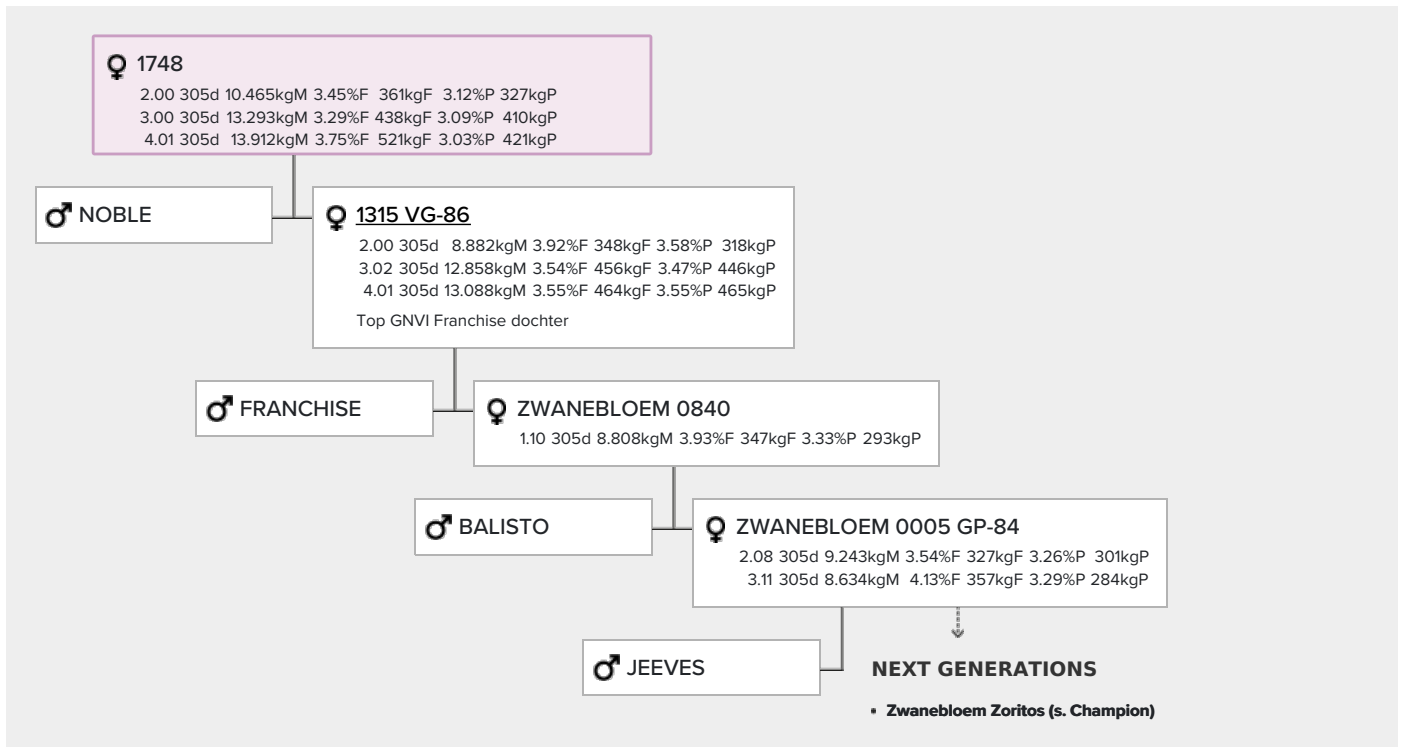 1748
2.00 305d 10.465kgM 3.45%F 361kgF 3.12%P 327kgP
3.00 305d 13.293kgM 3.29%F 438kgF 3.09%P 410kgP
4.01 305d 13.912kgM 3.75%F 521kgF 3.03%P 421kgP
NOBLE
1315 VG-86
2.00 305d 8.882kgM 3.92%F 348kgF 3.58%P 318kgP
3.02 305d 12.858kgM 3.54%F 456kgF 3.47%P 446kgP
4.01 305d 13.088kgM 3.55%F 464kgF 3.55%P 465kgP
Top GNVI Franchise dochter
FRANCHISE
ZWANEBLOEM 0840
1.10 305d 8.808kgM 3.93%F 347kgF 3.33%P 293kgP
BALISTO
ZWANEBLOEM 0005 GP-84
2.08 305d 9.243kgM 3.54%F 327kgF 3.26%P 301kgP
3.11 305d 8.634kgM 4.13%F 357kgF 3.29%P 284kgP
JEEVES
NEXT GENERATIONS
• Zwanebloem Zoritos (s. Champion)